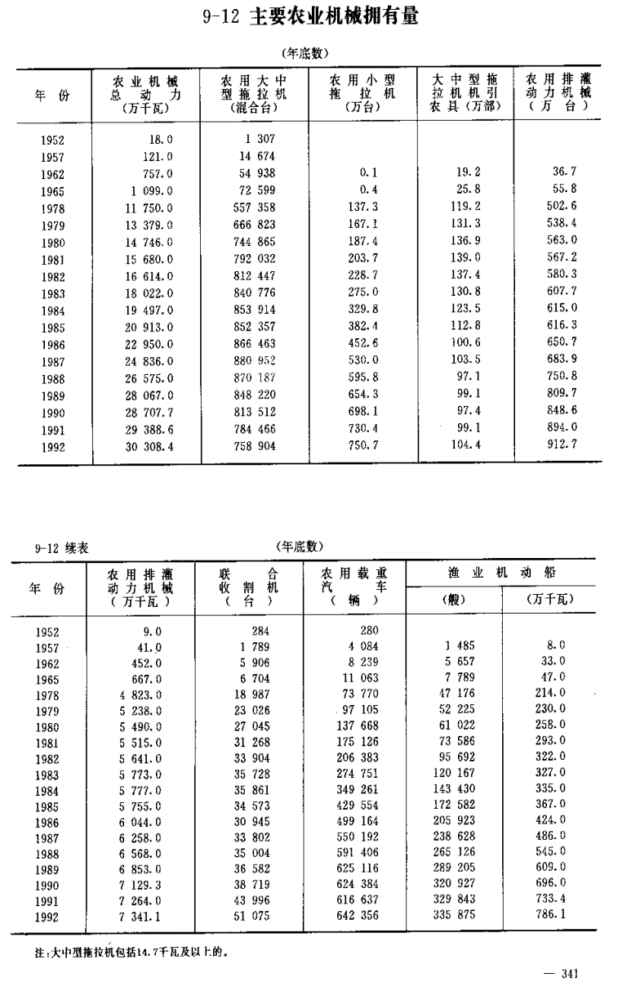 9-12 主要农业机械拥有量
(年底数)
年 份 农业机械总动力(万千瓦) 农用大中型拖拉机(混合台) 农用小型拖拉机(万台) 大中型拖拉机机引农具(万部) 农用排灌动力机械(万台)
1952 18.0 1 307
1957 121.0 14 674
1962 757.0 54 938 0.1 19.2 36.7
1965 1 099.0 72 599 0.4 25.8 55.8
1978 11 750.0 557 358 137.3 119.2 502.6
1979 13 379.0 666 823 167.1 131.3 538.4
1980 14 746.0 744 865 187.4 136.9 563.0
1981 15 680.0 792 032 203.7 139.0 567.2
1982 16 614.0 812 447 228.7 137.4 580.3
1983 18 022.0 840 776 275.0 130.8 607.7
1984 19 497.0 853 914 329.8 123.5 615.0
1985 20 913.0 852 357 382.4 112.8 616.3
1986 22 950.0 866 463 452.6 100.6 650.7
1987 24 836.0 880 952 530.0 103.5 683.9
1988 26 575.0 870 187 595.8 97.1 750.8
1989 28 067.0 848 220 654.3 99.1 809.7
1990 28 707.7 813 512 698.1 97.4 848.6
1991 29 388.6 784 466 730.4 99.1 894.0
1992 30 308.4 758 904 750.7 104.4 912.7
9-12 续表 (年底数)
年 份 农用排灌动力机械(万千瓦) 联合收割机(台) 农用载重汽车(辆) 渔业机动船
(艘) (万千瓦)
1952 9.0 284 280
1957 41.0 1 789 4 084 1 485 8.0
1962 452.0 5 906 8 239 5 657 33.0
1965 667.0 6 704 11 063 7 789 47.0
1978 4 823.0 18 987 73 770 47 176 214.0
1979 5 238.0 23 026 97 105 52 225 230.0
1980 5 490.0 27 045 137 668 61 022 258.0
1981 5 515.0 31 268 175 126 73 586 293.0
1982 5 641.0 33 904 206 383 95 692 322.0
1983 5 773.0 35 728 274 751 120 167 327.0
1984 5 777.0 35 861 349 261 143 430 335.0
1985 5 755.0 34 573 429 554 172 582 367.0
1986 6 044.0 30 945 499 164 205 923 424.0
1987 6 258.0 33 802 550 192 238 628 486.0
1988 6 568.0 35 004 591 406 265 126 545.0
1989 6 853.0 36 582 625 116 289 205 609.0
1990 7 129.3 38 719 624 384 320 927 696.0
1991 7 264.0 43 996 616 637 329 843 733.4
1992 7 341.1 51 075 642 356 335 875 786.1
注:大中型拖拉机包括14.7千瓦及以上的。
— 341